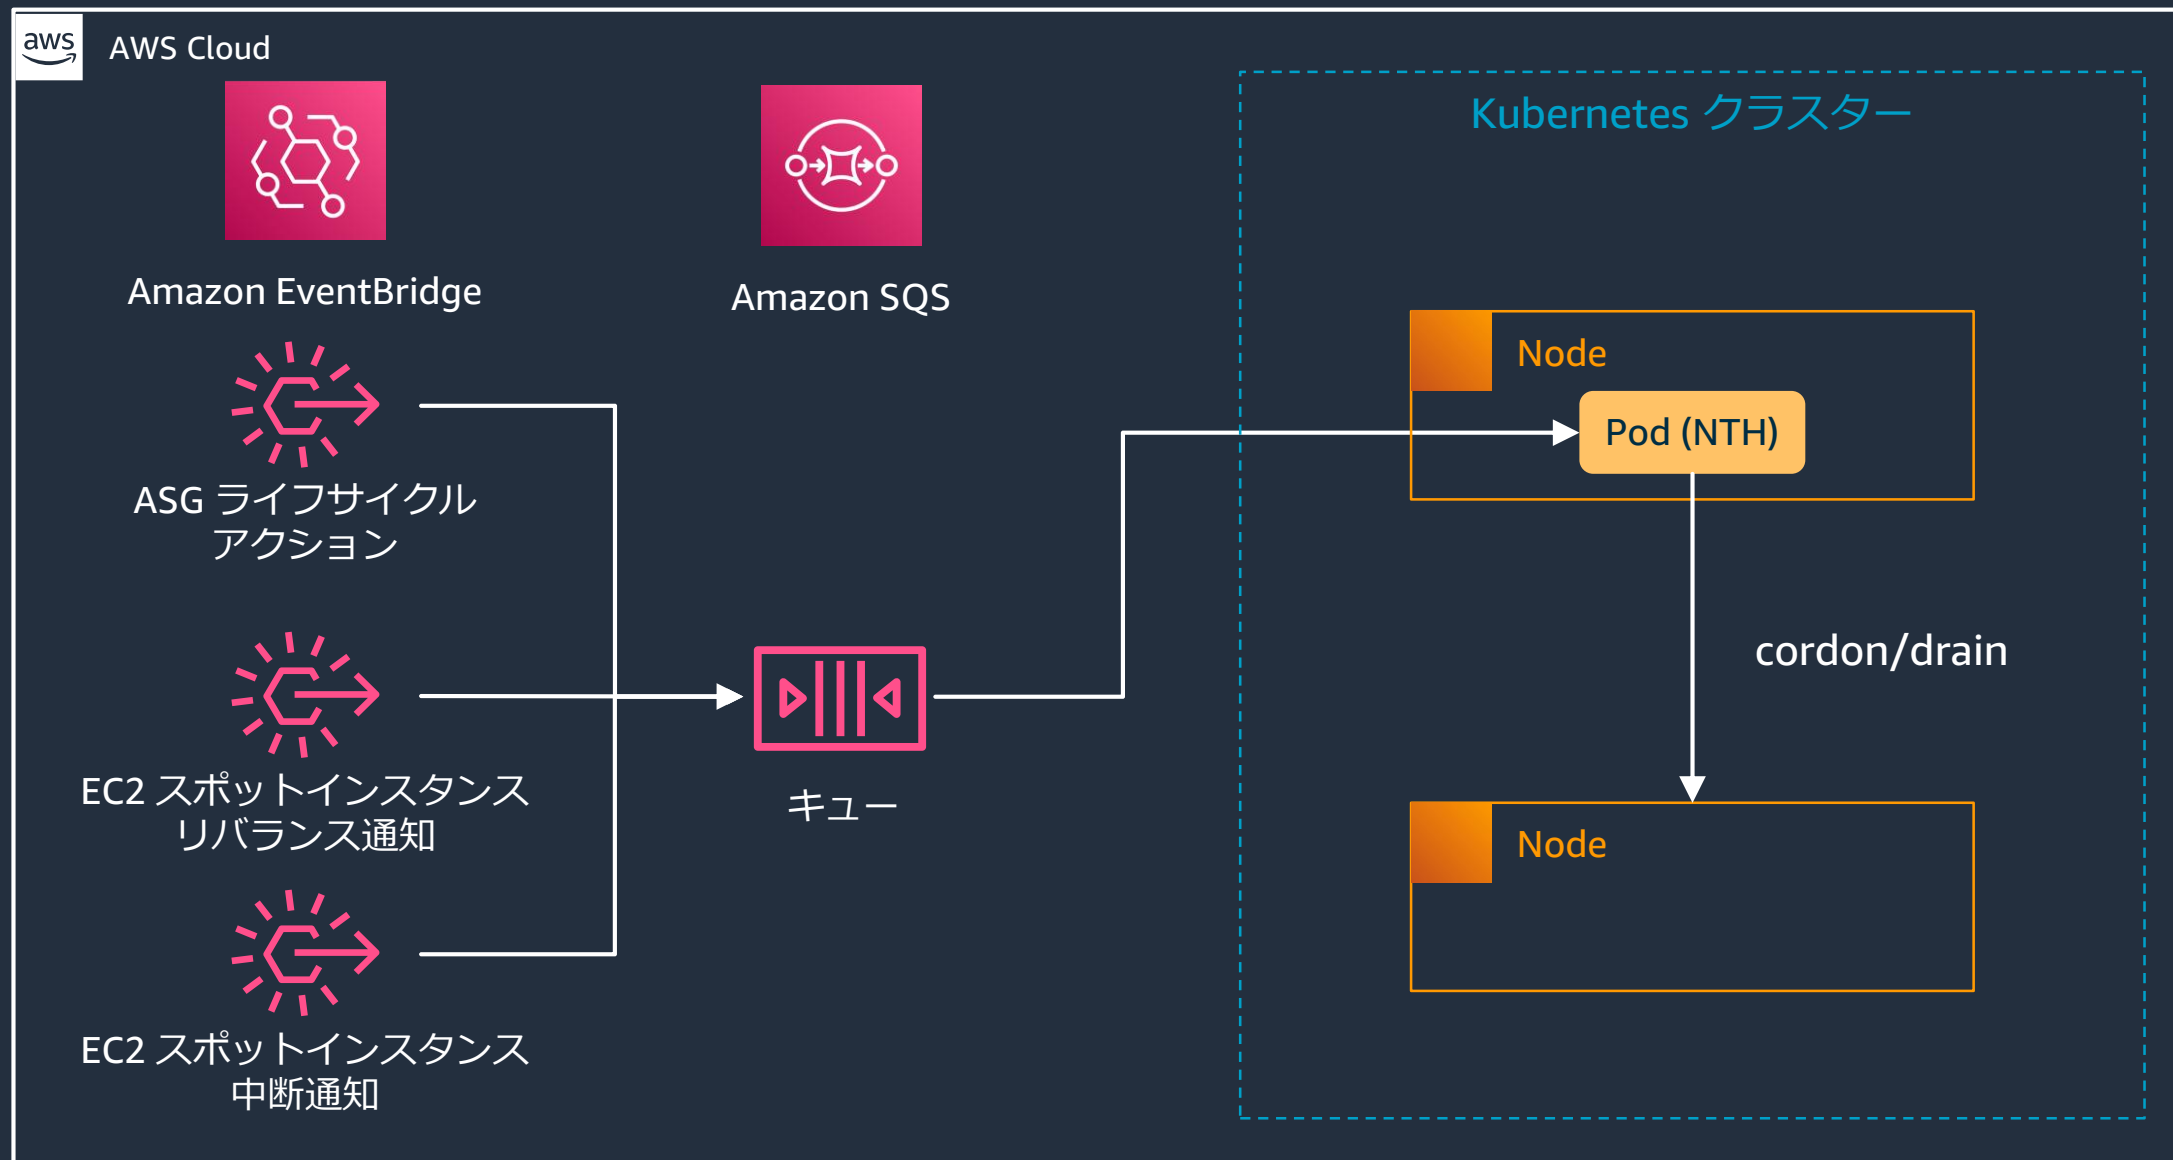 aws
AWS Cloud
Amazon EventBridge
Amazon SQS
Kubernetes クラスター
ASG ライフサイクル
アクション
EC2 スポットインスタンス
リバランス通知
EC2 スポットインスタンス
中断通知
キュー
Node
Pod (NTH)
cordon/drain
Node